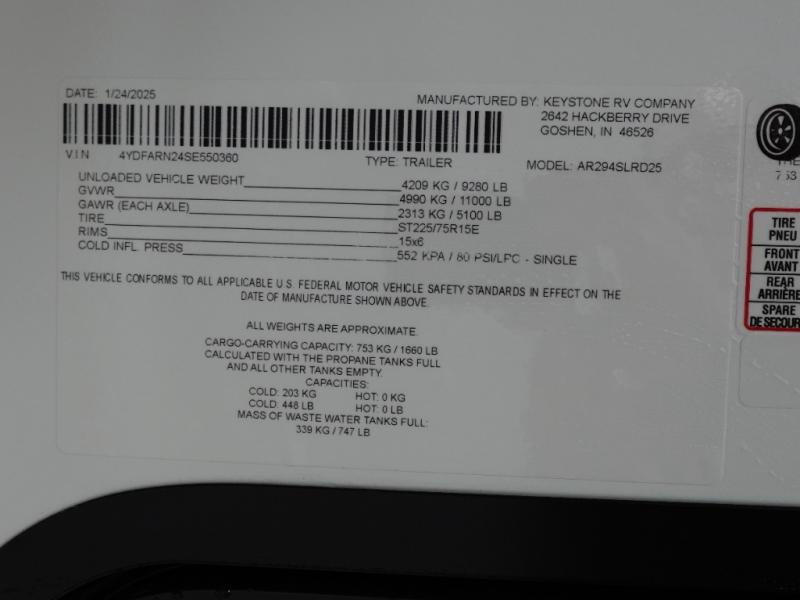 DATE: 1/24/2025
MANUFACTURED BY: KEYSTONE RV COMPANY
2642 HACKBERRY DRIVE
GOSHEN, IN 46526
VIN 4YDFARN24SE550360 TYPE: TRAILER MODEL: AR294SLRD25
UNLOADED VEHICLE WEIGHT 4209 KG / 9280 LB
GVWR 4990 KG / 11000 LB
GAWR (EACH AXLE) 2313 KG / 5100 LB
TIRE ST225/75R15E
RIMS 15x6
COLD INFL. PRESS 552 KPA / 80 PSI/LPC - SINGLE
THIS VEHICLE CONFORMS TO ALL APPLICABLE U.S. FEDERAL MOTOR VEHICLE SAFETY STANDARDS IN EFFECT ON THE
DATE OF MANUFACTURE SHOWN ABOVE.
ALL WEIGHTS ARE APPROXIMATE.
CARGO-CARRYING CAPACITY: 753 KG / 1660 LB
CALCULATED WITH THE PROPANE TANKS FULL
AND ALL OTHER TANKS EMPTY.
CAPACITIES:
COLD: 203 KG HOT: 0 KG
COLD: 448 LB HOT: 0 LB
MASS OF WASTE WATER TANKS FULL:
339 KG / 747 LB
753
TIRE
PNEU
FRONT
AVANT
REAR
ARRIÈRE
SPARE
DE SECOUR